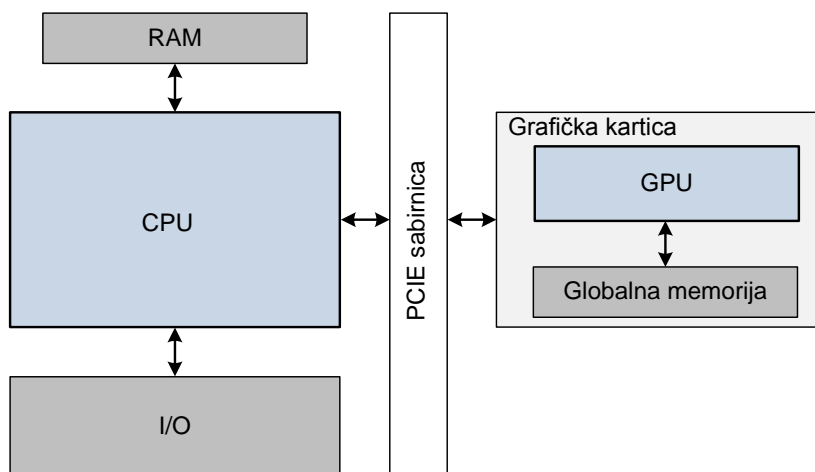 RAM
CPU
I/O
PCIE sabirnica
Grafička kartica
GPU
Globalna memorija